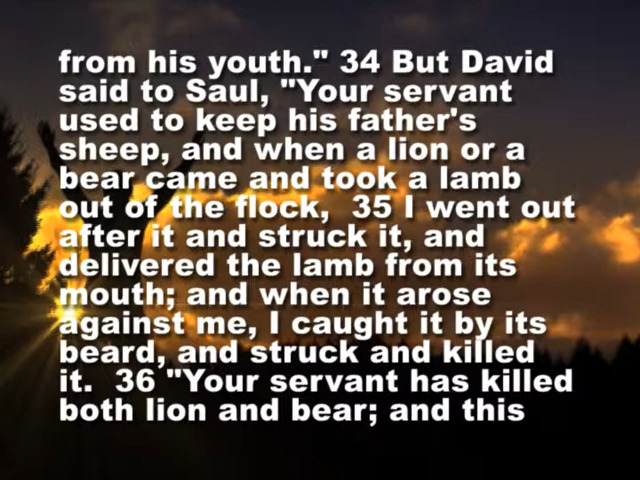 from his youth." 34 But David
said to Saul, "Your servant
used to keep his father's
sheep, and when a lion or a
bear came and took a lamb
out of the flock,  35 I went out
after it and struck it, and
delivered the lamb from its
mouth; and when it arose
against me, I caught it by its
beard, and struck and killed
it.  36 "Your servant has killed
both lion and bear; and this